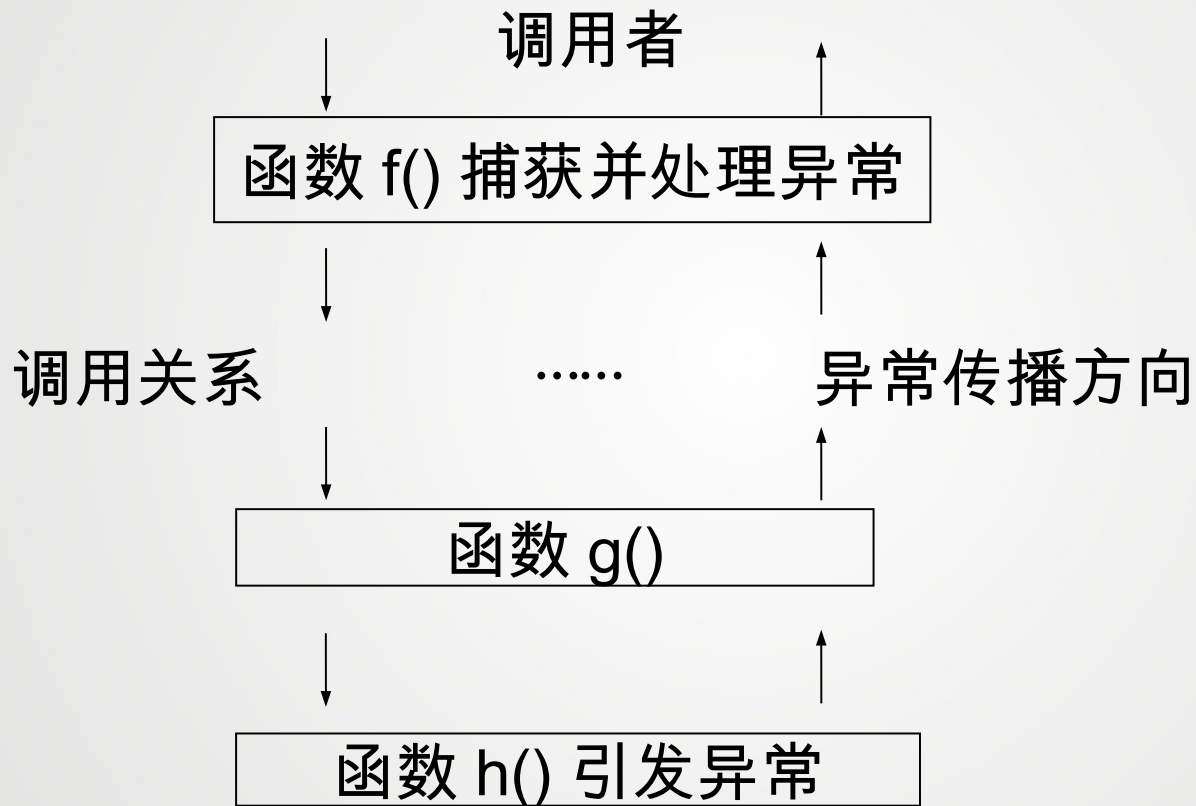 调用者
函数 f() 捕获并处理异常
调用关系
……
异常传播方向
函数 g()
函数 h() 引发异常